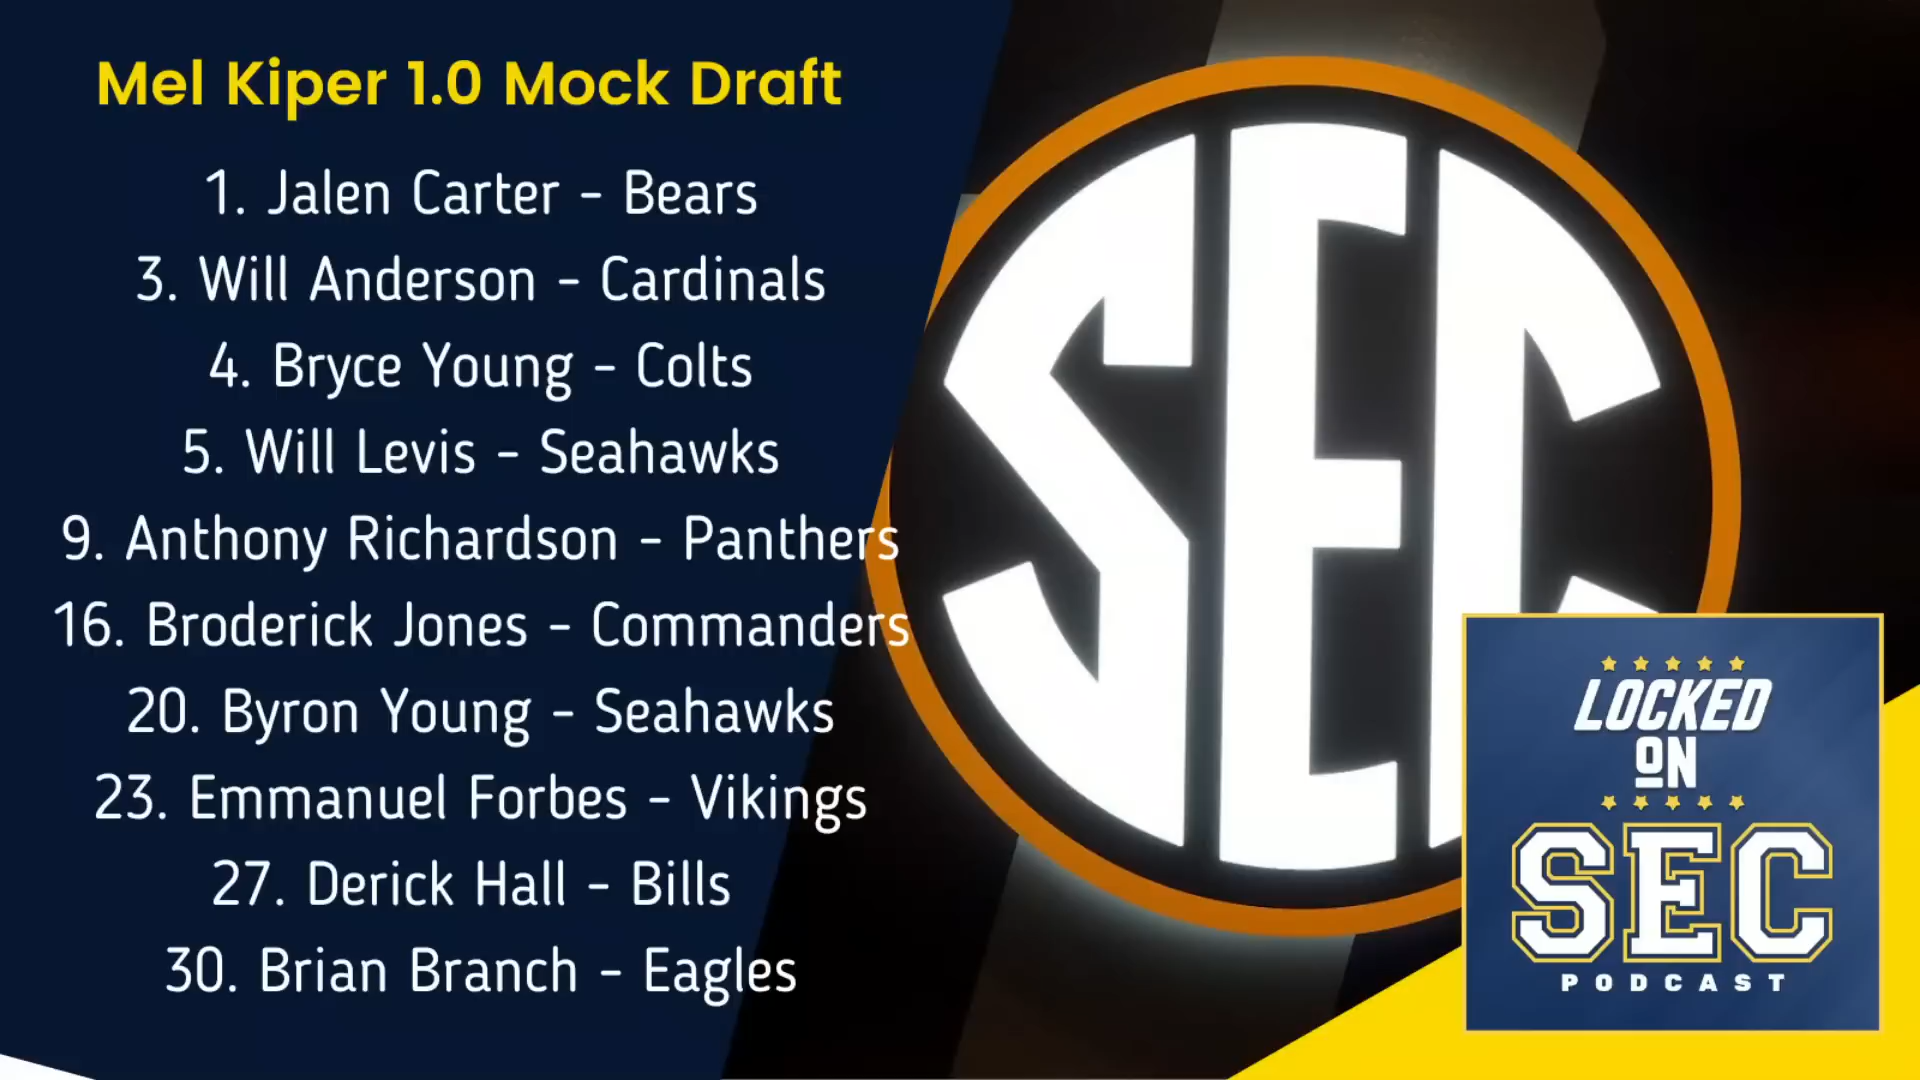 Mel Kiper 1.0 Mock Draft
1. Jalen Carter - Bears
3. Will Anderson - Cardinals
4. Bryce Young - Colts
5. Will Levis - Seahawks
9. Anthony Richardson - Panthers
16. Broderick Jones - Commanders
20. Byron Young - Seahawks
23. Emmanuel Forbes - Vikings
27. Derick Hall - Bills
30. Brian Branch - Eagles
SEC
LOCKED
ON
SEC
PODCAST